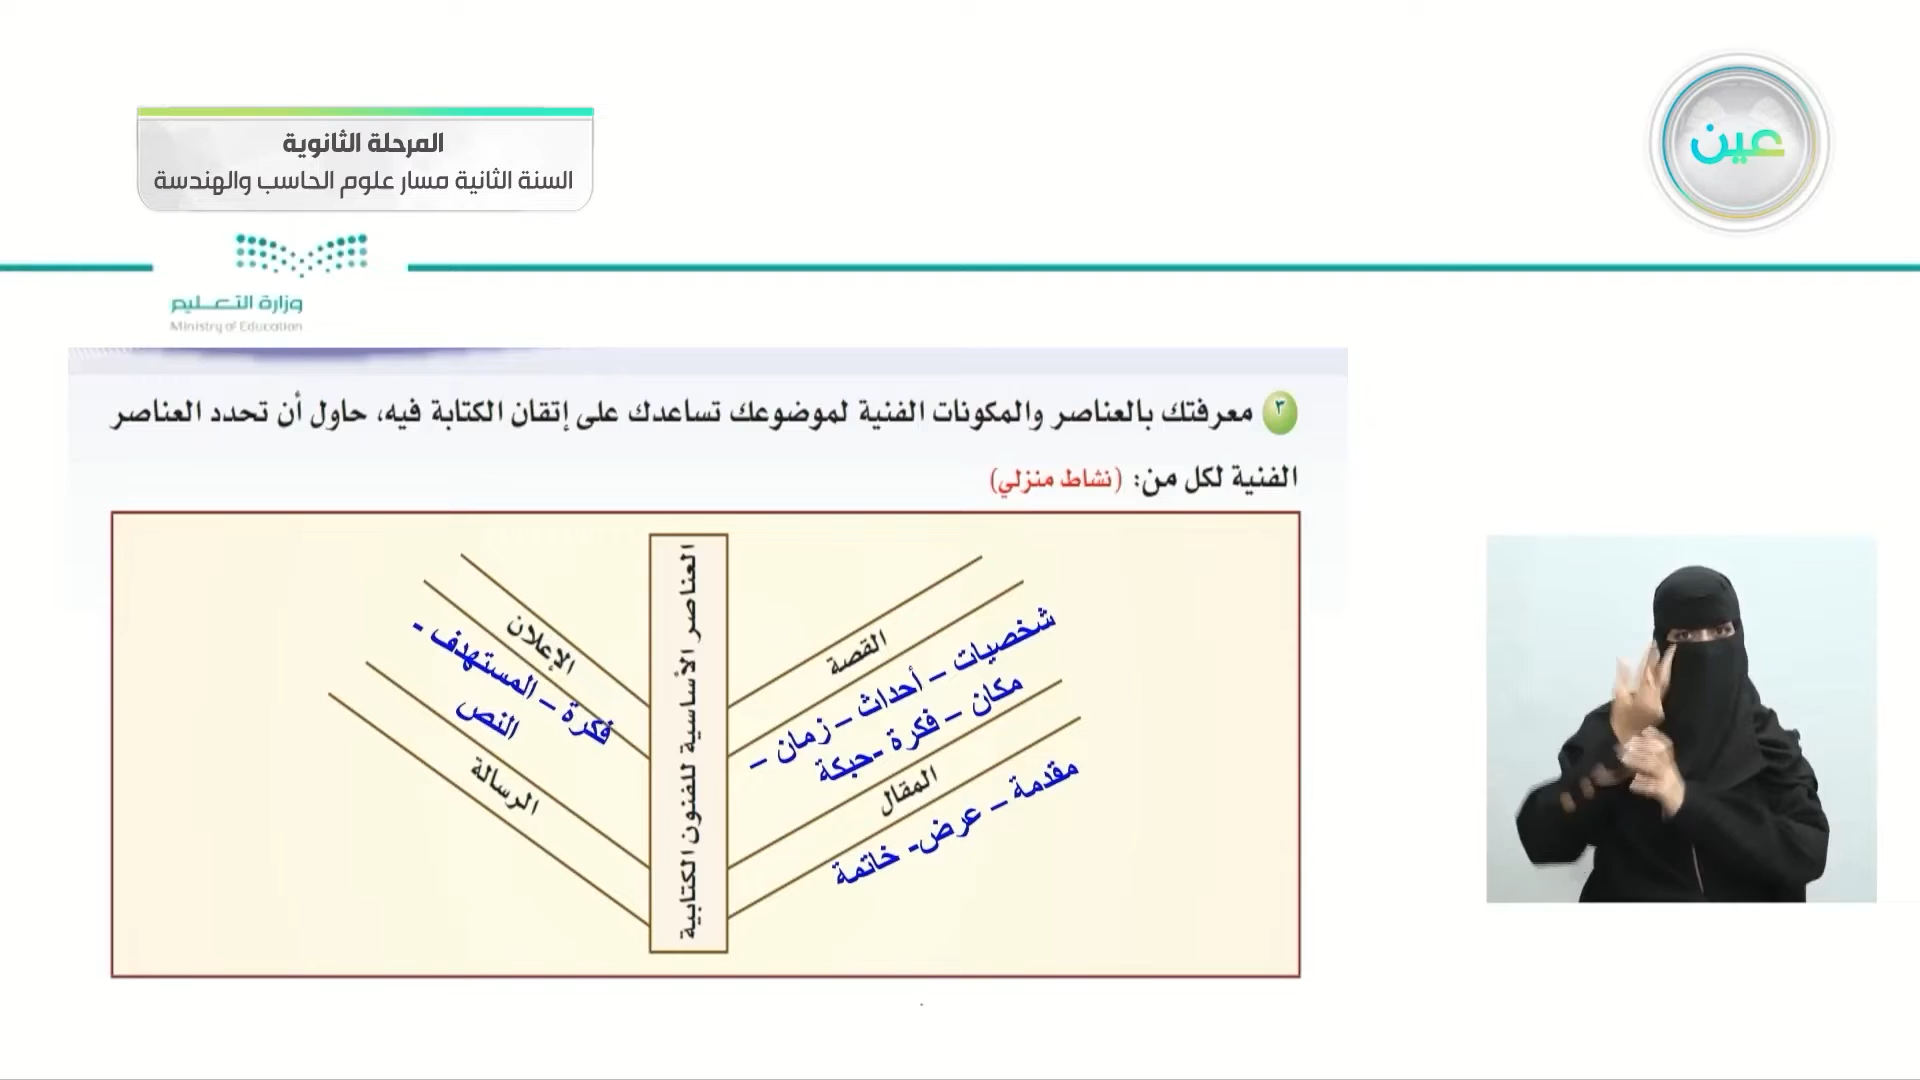 المرحلة الثانوية
السنة الثانية مسار علوم الحاسب والهندسة
عين
وزارة التعليم
Ministry of Education
٣ معرفتك بالعناصر والمكونات الفنية لموضوعك تساعدك على إتقان الكتابة فيه، حاول أن تحدد العناصر
الفنية لكل من: (نشاط منزلي)
العناصر الأساسية للفنون الكتابية
القصة
شخصيات – أحداث – زمان –
مكان – فكرة -حبكة
المقال
مقدمة – عرض- خاتمة
الإعلان
فكرة – المستهدف -
النص
الرسالة